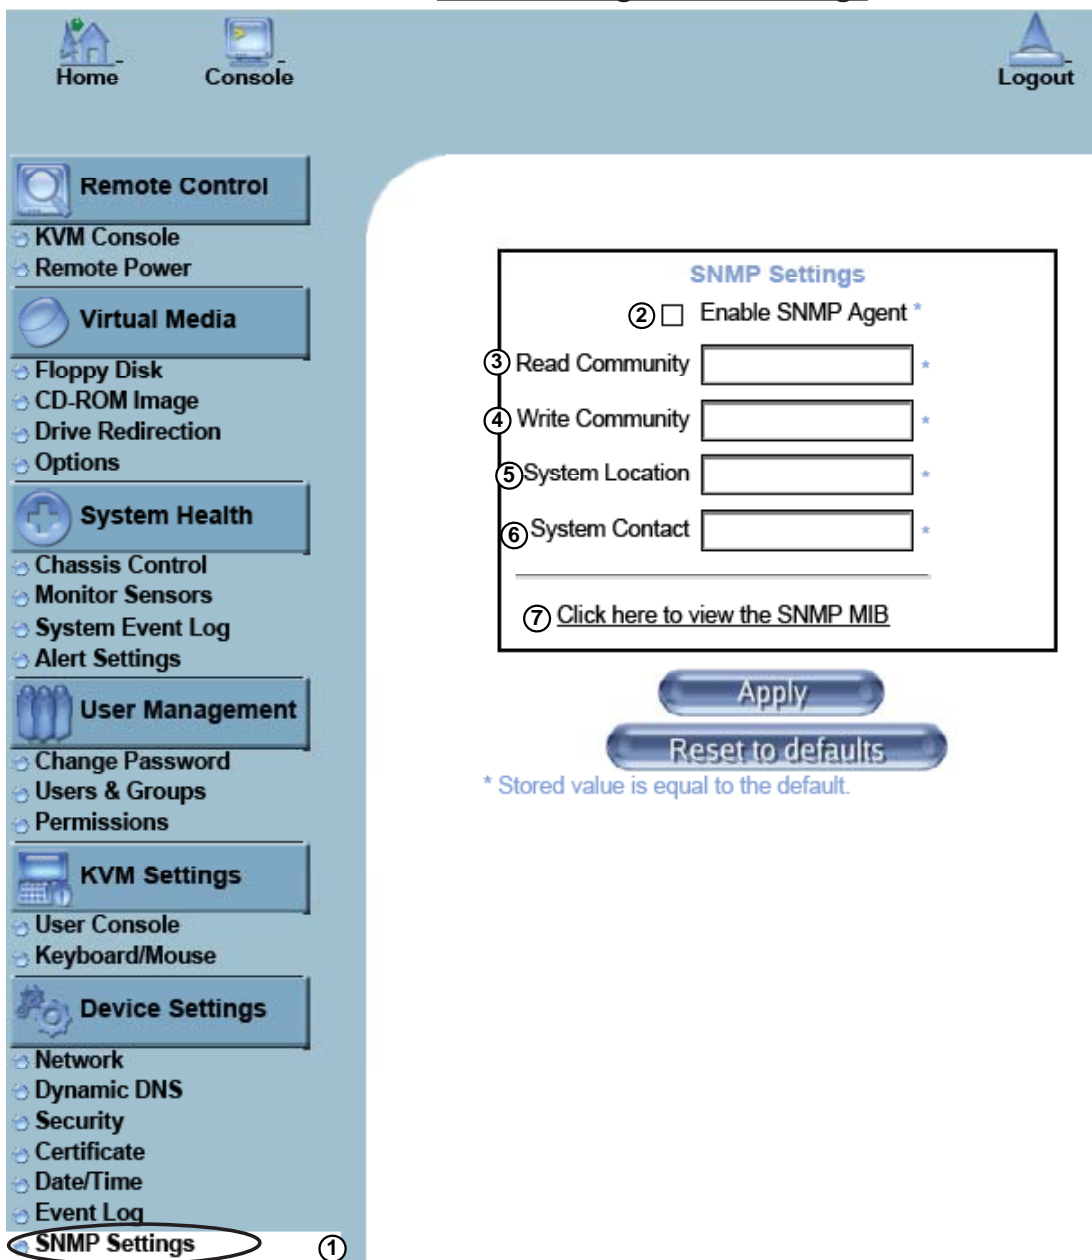 Home
Console
Logout
Remote Control
KVM Console
Remote Power
Virtual Media
Floppy Disk
CD-ROM Image
Drive Redirection
Options
System Health
Chassis Control
Monitor Sensors
System Event Log
Alert Settings
User Management
Change Password
Users & Groups
Permissions
KVM Settings
User Console
Keyboard/Mouse
Device Settings
Network
Dynamic DNS
Security
Certificate
Date/Time
Event Log
SNMP Settings ①
SNMP Settings
② Enable SNMP Agent *
③ Read Community *
④ Write Community *
⑤ System Location *
⑥ System Contact *
⑦ Click here to view the SNMP MIB
Apply
Reset to defaults
* Stored value is equal to the default.